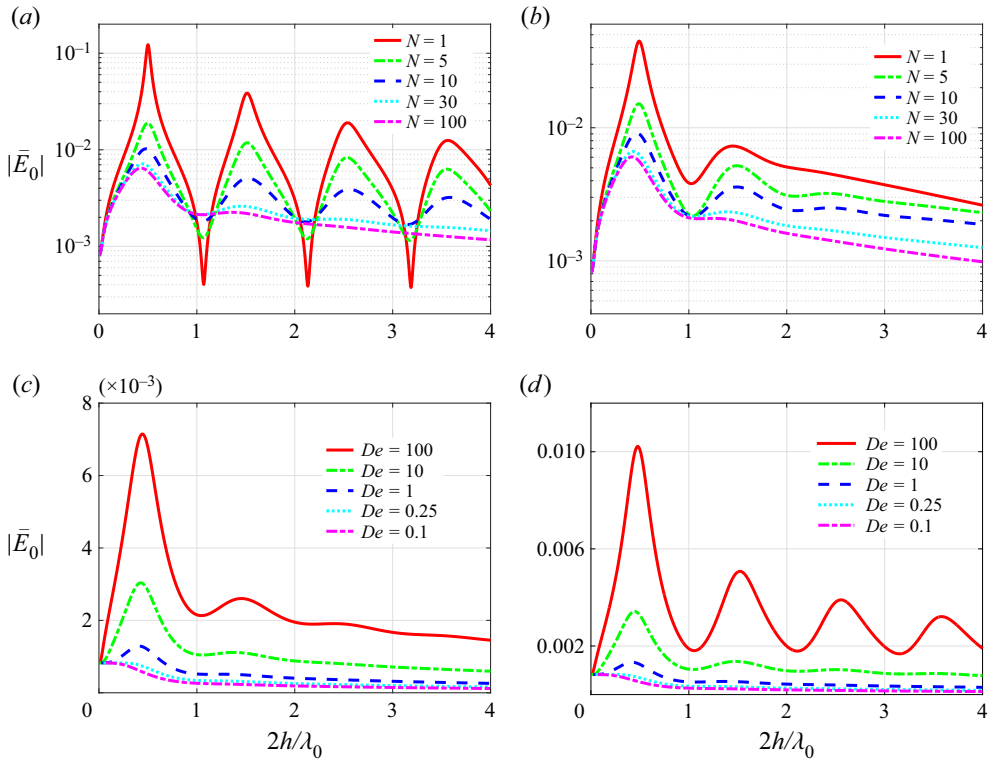 (a)
10⁻¹
10⁻²
10⁻³
|Ē₀|
N = 1
N = 5
N = 10
N = 30
N = 100
0 1 2 3 4
(b)
10⁻²
10⁻³
N = 1
N = 5
N = 10
N = 30
N = 100
0 1 2 3 4
(c)
(×10⁻³)
8
6
4
2
|Ē₀|
De = 100
De = 10
De = 1
De = 0.25
De = 0.1
0 1 2 3 4
2h/λ₀
(d)
0.010
0.006
0.002
De = 100
De = 10
De = 1
De = 0.25
De = 0.1
0 1 2 3 4
2h/λ₀